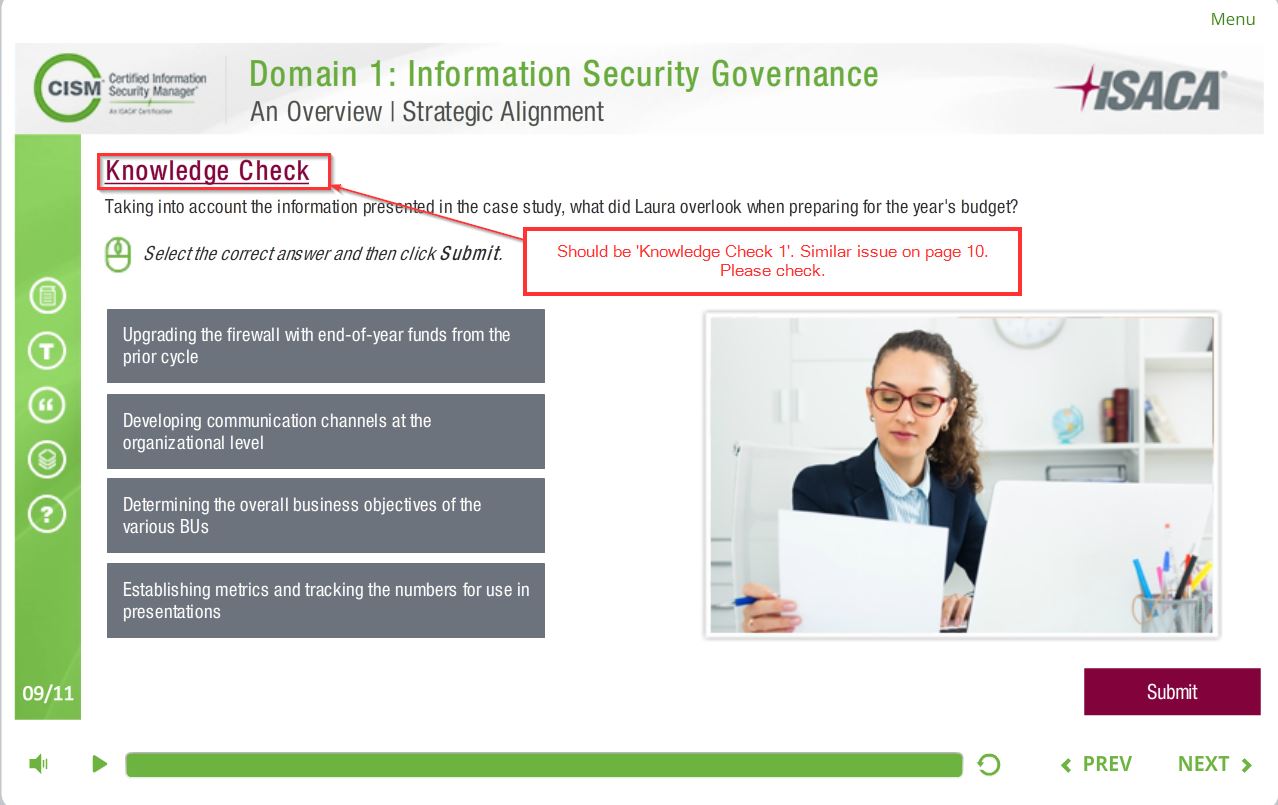 Menu
CISM
Certified Information
Security Manager®
An ISACA® Certification
Domain 1: Information Security Governance
An Overview | Strategic Alignment
ISACA®
Knowledge Check
Taking into account the information presented in the case study, what did Laura overlook when preparing for the year's budget?
Select the correct answer and then click Submit.
Should be 'Knowledge Check 1'. Similar issue on page 10.
Please check.
Upgrading the firewall with end-of-year funds from the
prior cycle
Developing communication channels at the
organizational level
Determining the overall business objectives of the
various BUs
Establishing metrics and tracking the numbers for use in
presentations
T
“
?
09/11
Submit
PREV
NEXT